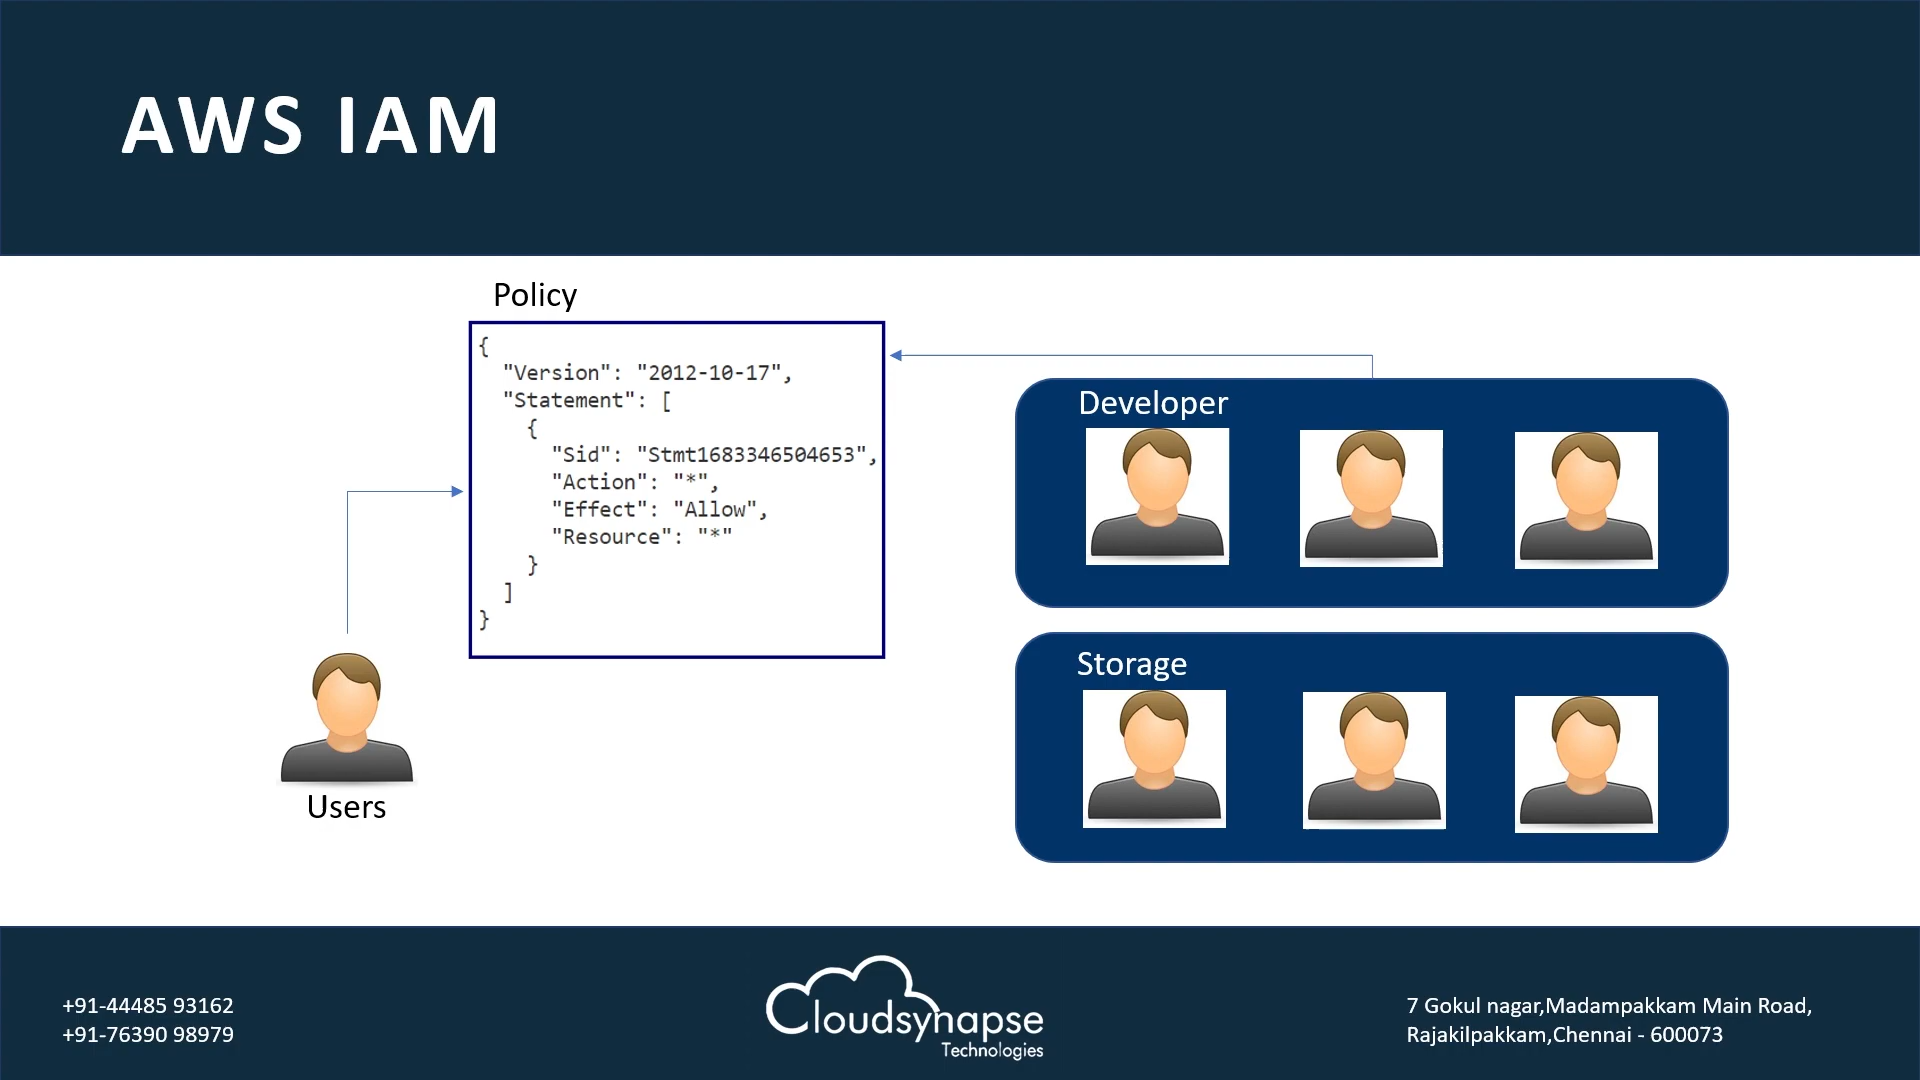 AWS IAM
Policy
{
"Version": "2012-10-17",
"Statement": [
{
"Sid": "Stmt1683346504653",
"Action": "*",
"Effect": "Allow",
"Resource": "*"
}
]
}
Users
Developer
Storage
+91-44485 93162
+91-76390 98979
Cloudsynapse
Technologies
7 Gokul nagar,Madampakkam Main Road,
Rajakilpakkam,Chennai - 600073